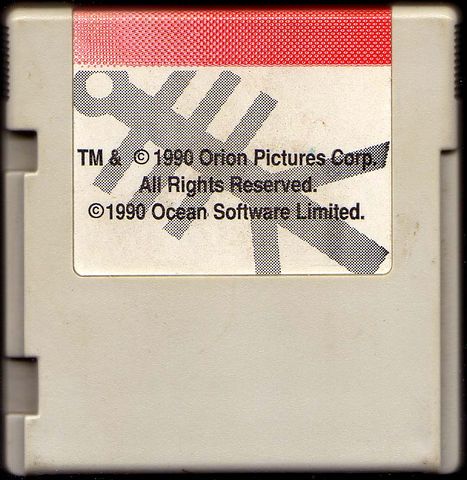 TM & © 1990 Orion Pictures Corp.
All Rights Reserved.
©1990 Ocean Software Limited.